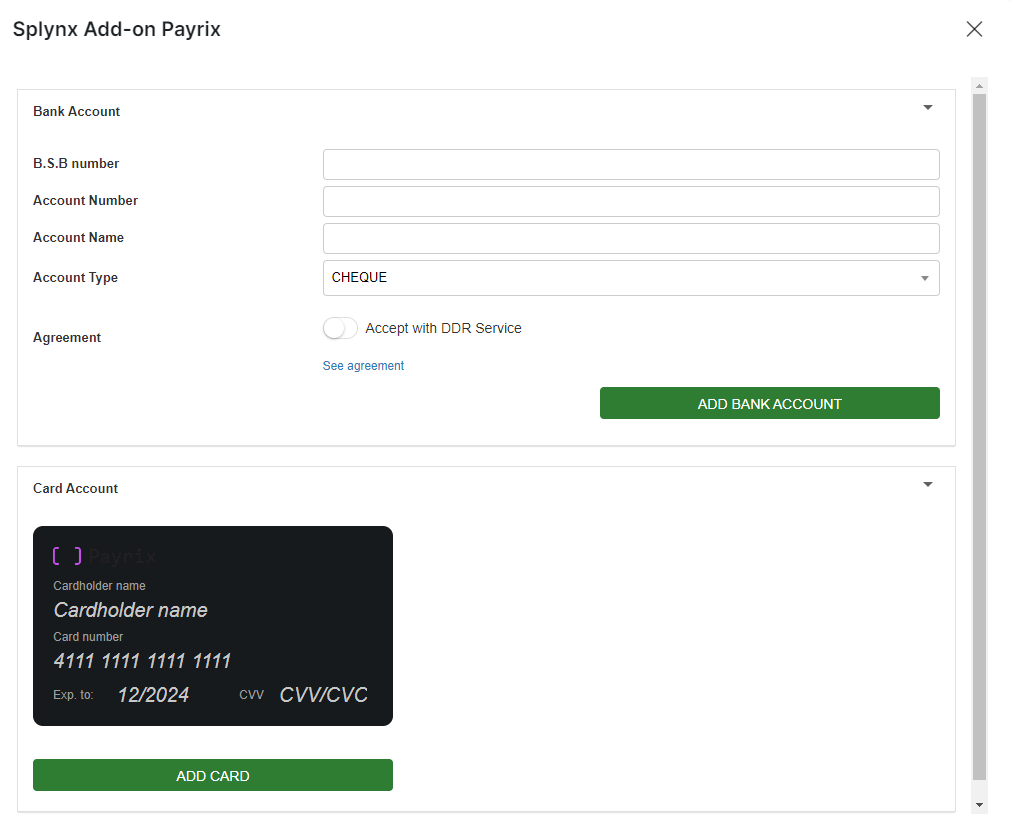 Splynx Add-on Payrix
Bank Account
B.S.B number
Account Number
Account Name
Account Type
CHEQUE
Agreement
Accept with DDR Service
See agreement
ADD BANK ACCOUNT
Card Account
[ ] Payrix
Cardholder name
Cardholder name
Card number
4111 1111 1111 1111
Exp. to: 12/2024 CVV CVV/CVC
ADD CARD